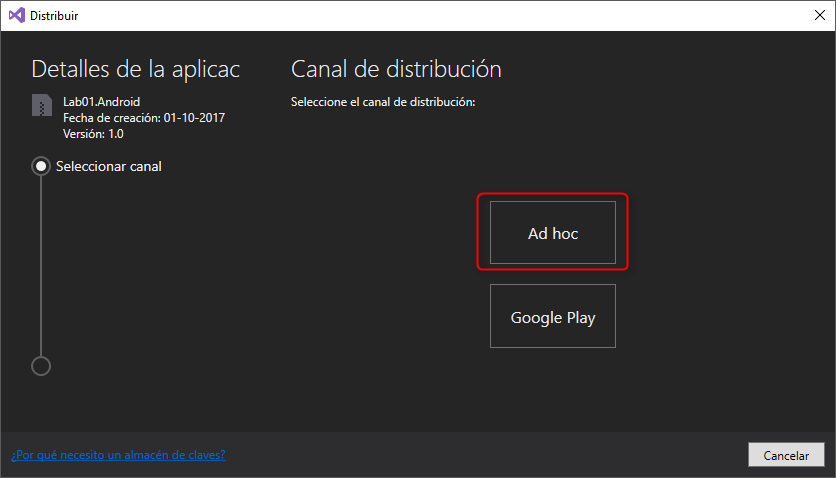 Distribuir
Detalles de la aplicac
Lab01.Android
Fecha de creación: 01-10-2017
Versión: 1.0
Seleccionar canal
Canal de distribución
Seleccione el canal de distribución:
Ad hoc
Google Play
¿Por qué necesito un almacén de claves?
Cancelar